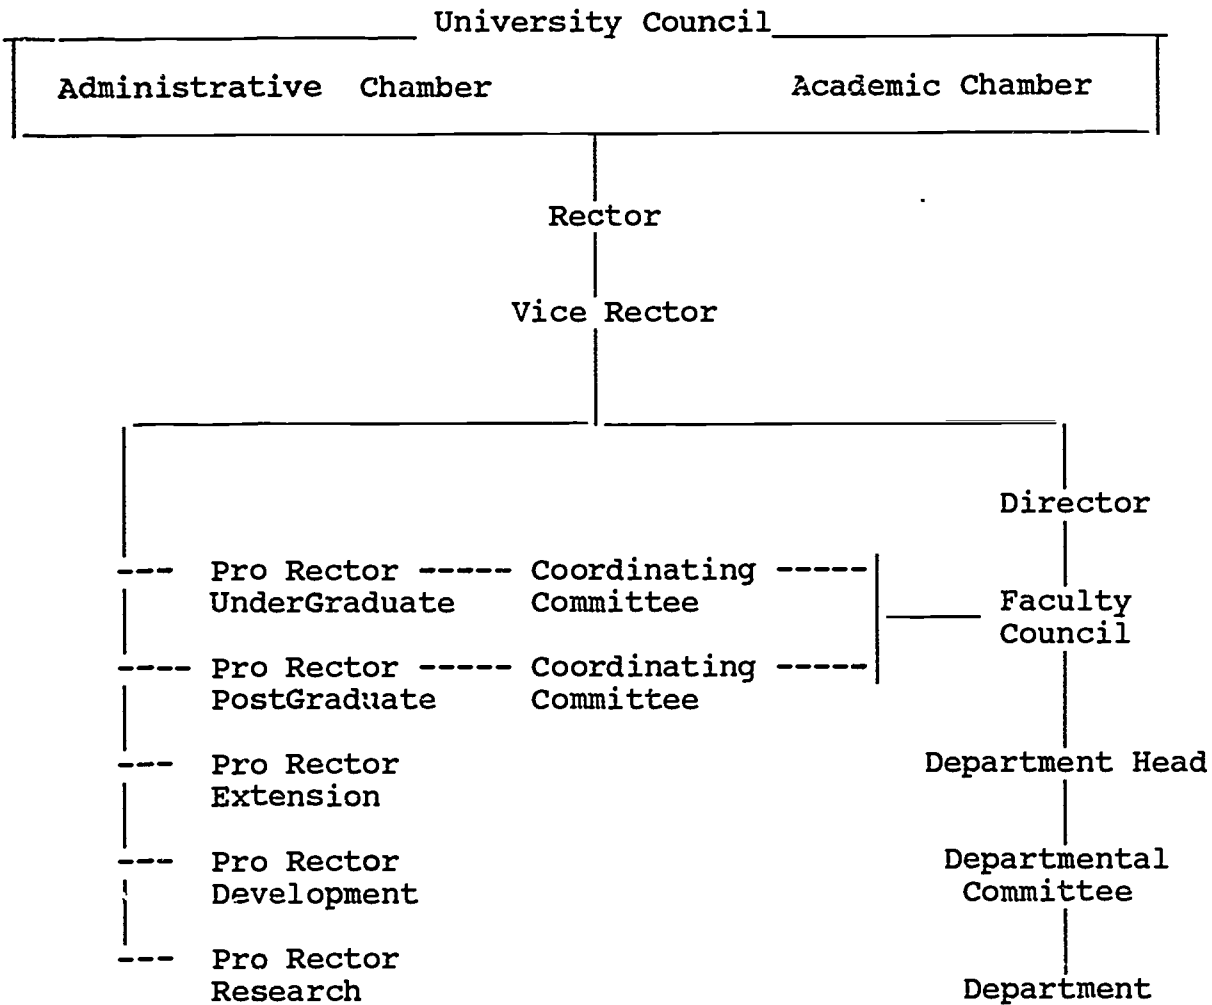 University Council
Administrative Chamber
Academic Chamber
Rector
Vice Rector
Director
Pro Rector ----- Coordinating -----
UnderGraduate Committee
Faculty
Council
Pro Rector ----- Coordinating -----
PostGraduate Committee
Pro Rector
Extension
Department Head
Pro Rector
Development
Departmental
Committee
Pro Rector
Research
Department